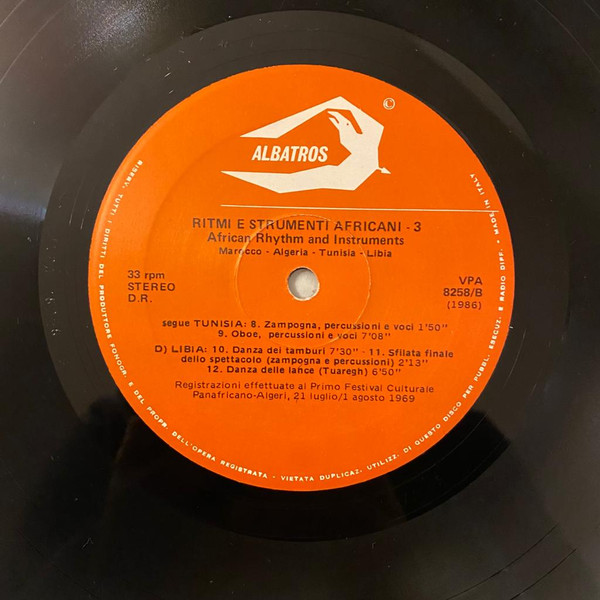 ©
ALBATROS
RITMI E STRUMENTI AFRICANI - 3
African Rhythm and Instruments
Marocco - Algeria - Tunisia - Libia
33 rpm
STEREO
D.R.
VPA
8258/B
(1986)
segue TUNISIA: 8. Zampogna, percussioni e voci 1'50''
9. Oboe, percussioni e voci 7'08''
D) LIBIA: 10. Danza dei tamburi 7'30'' - 11. Sfilata finale
dello spettacolo (zampogna e percussioni) 2'13''
12. Danza delle lance (Tuaregh) 6'50''
Registrazioni effettuate al Primo Festival Culturale
Panafricano-Algeri, 21 luglio/1 agosto 1969
RISERV. TUTTI I DIRITTI DEL PRODUTTORE FONOGR. E DEL PROPR. DELL'OPERA REGISTRATA - VIETATA DUPLICAZ. UTILIZZ. DI QUESTO DISCO PER PUBBL. ESECUZ. E RADIO DIFF. • MADE IN ITALY